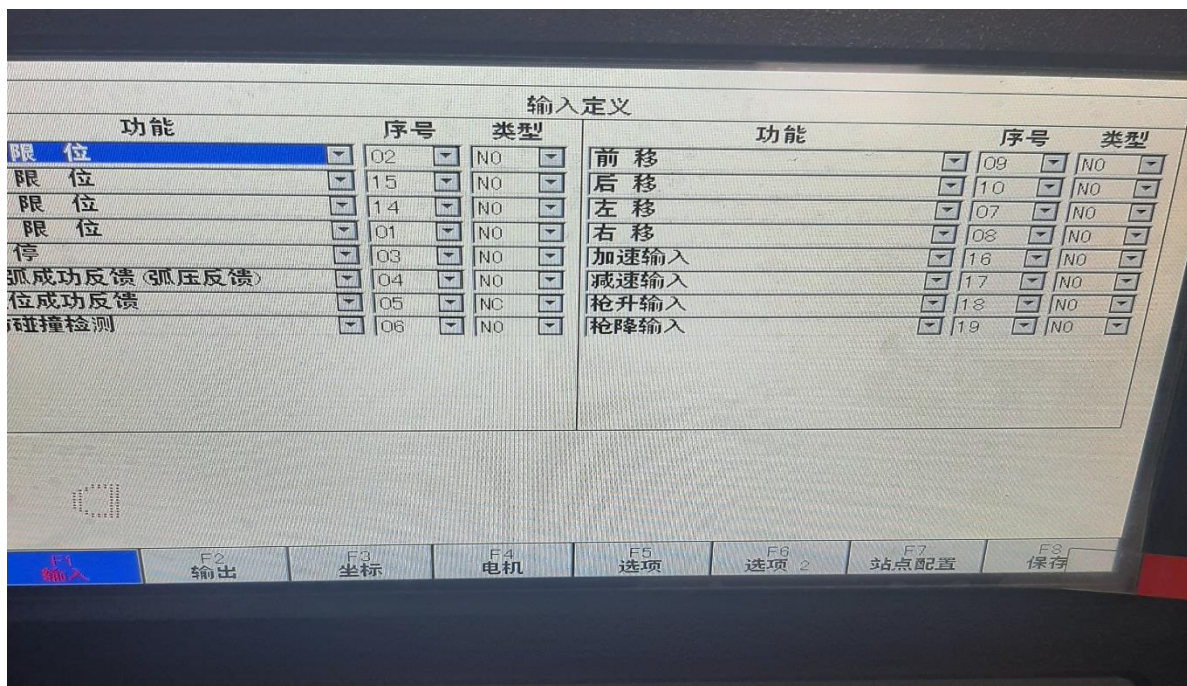 输入定义
功能 序号 类型 功能 序号 类型
限 位 02 NO 前 移 09 NO
限 位 15 NO 后 移 10 NO
限 位 14 NO 左 移 07 NO
限 位 01 NO 右 移 08 NO
停 03 NO 加速输入 16 NO
弧成功反馈(弧压反馈) 04 NO 减速输入 17 NO
位成功反馈 05 NC 枪升输入 18 NO
碰撞检测 06 NO 枪降输入 19 NO
F1 F2 F3 F4 F5 F6 F7 F8
输入 输出 坐标 电机 选项 选项 2 站点配置 保存